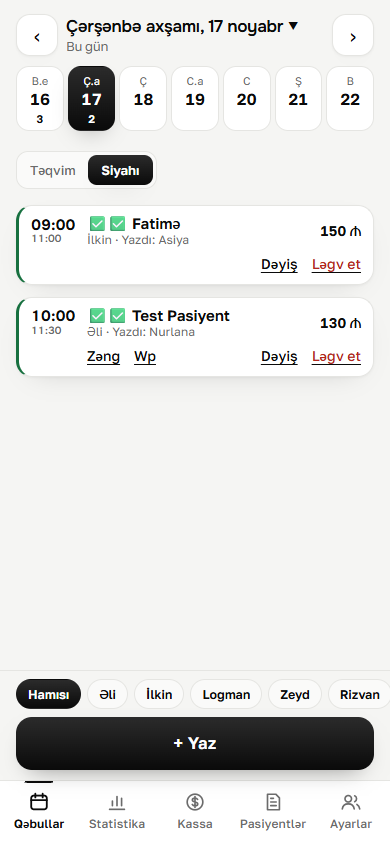 ‹
Çərşənbə axşamı, 17 noyabr ▼
Bu gün
›
B.e
16
3
Ç.a
17
2
Ç
18
C.a
19
C
20
Ş
21
B
22
Təqvim
Siyahı
09:00
11:00
✅ ✅ Fatimə
İlkin · Yazdı: Asiya
150 ₼
Dəyiş
Ləğv et
10:00
11:30
✅ ✅ Test Pasiyent
Əli · Yazdı: Nurlana
130 ₼
Zəng
Wp
Dəyiş
Ləğv et
Hamısı
Əli
İlkin
Logman
Zeyd
Rizvan
+ Yaz
Qəbullar
Statistika
Kassa
Pasiyentlər
Ayarlar